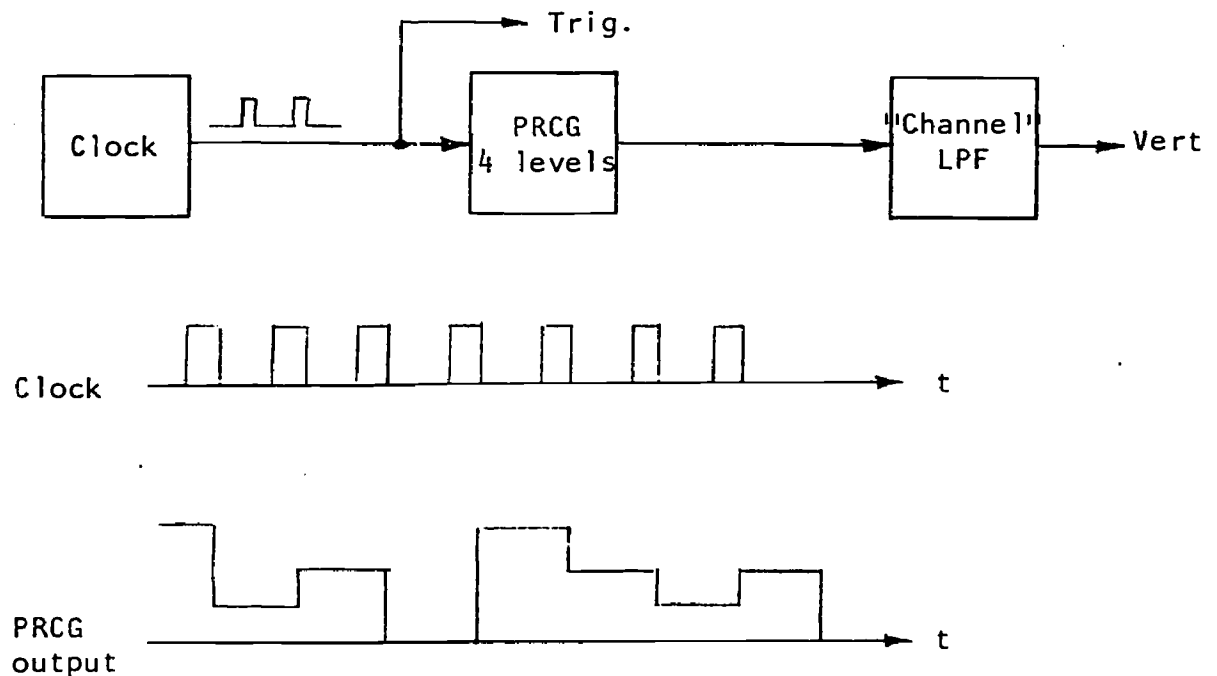 Trig.
Clock
PRCG
4 levels
"Channel"
LPF
Vert
Clock
t
PRCG
output
t